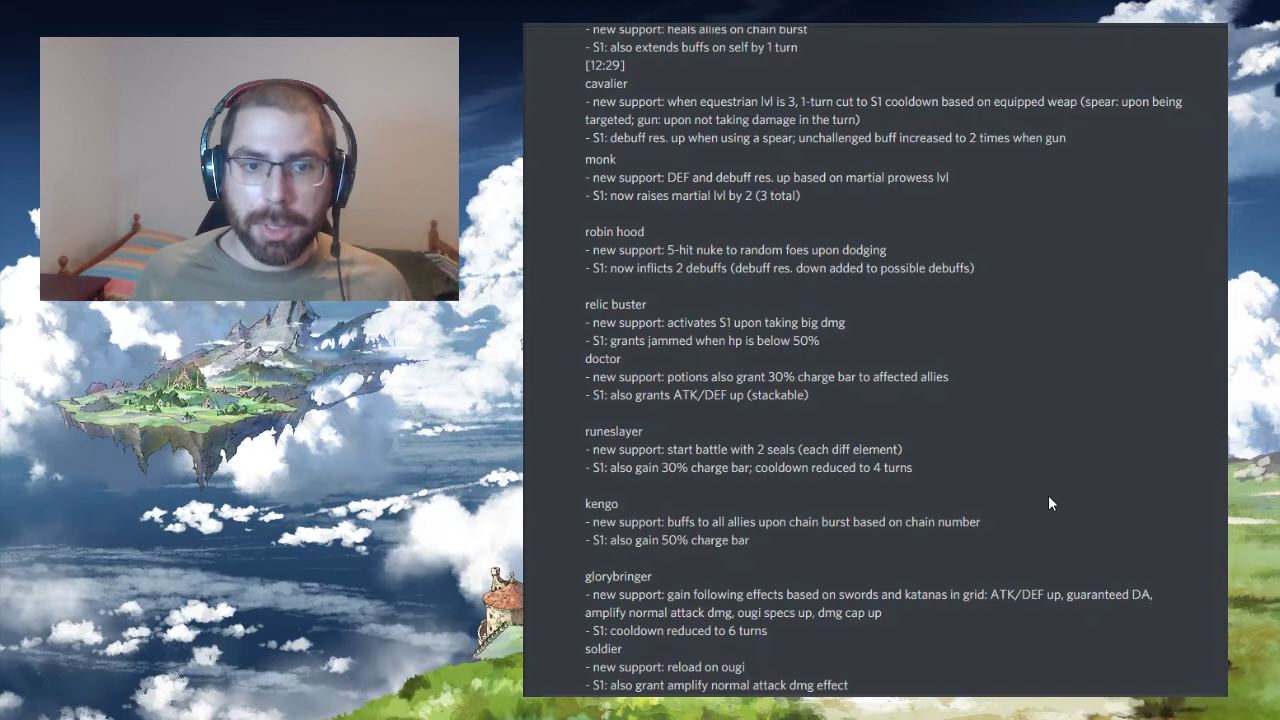 - new support: heals allies on chain burst
- S1: also extends buffs on self by 1 turn
[12:29]
cavalier
- new support: when equestrian lvl is 3, 1-turn cut to S1 cooldown based on equipped weap (spear: upon being
targeted; gun: upon not taking damage in the turn)
- S1: debuff res. up when using a spear; unchallenged buff increased to 2 times when gun
monk
- new support: DEF and debuff res. up based on martial prowess lvl
- S1: now raises martial lvl by 2 (3 total)
robin hood
- new support: 5-hit nuke to random foes upon dodging
- S1: now inflicts 2 debuffs (debuff res. down added to possible debuffs)
relic buster
- new support: activates S1 upon taking big dmg
- S1: grants jammed when hp is below 50%
doctor
- new support: potions also grant 30% charge bar to affected allies
- S1: also grants ATK/DEF up (stackable)
runeslayer
- new support: start battle with 2 seals (each diff element)
- S1: also gain 30% charge bar; cooldown reduced to 4 turns
kengo
- new support: buffs to all allies upon chain burst based on chain number
- S1: also gain 50% charge bar
glorybringer
- new support: gain following effects based on swords and katanas in grid: ATK/DEF up, guaranteed DA,
amplify normal attack dmg, ougi specs up, dmg cap up
- S1: cooldown reduced to 6 turns
soldier
- new support: reload on ougi
- S1: also grant amplify normal attack dmg effect